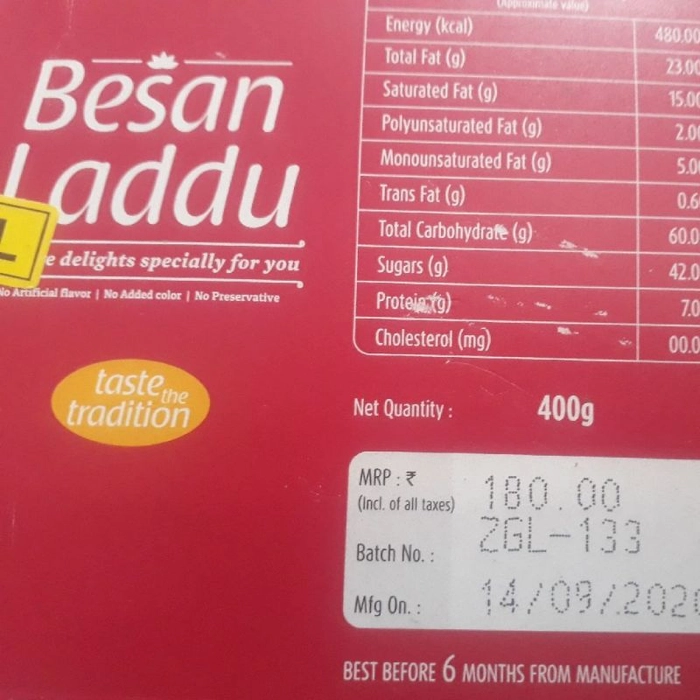 Besan
Laddu
delights specially for you
No Artificial flavor | No Added color | No Preservative
taste the
tradition
(Approximate value)
Energy (kcal) 480.00
Total Fat (g) 23.00
Saturated Fat (g) 15.00
Polyunsaturated Fat (g) 2.00
Monounsaturated Fat (g) 5.0
Trans Fat (g) 0.6
Total Carbohydrate (g) 60.0
Sugars (g) 42.0
Protein (g) 7.0
Cholesterol (mg) 00.0
Net Quantity : 400g
MRP : ₹ 180.00
(Incl. of all taxes)
Batch No. : ZGL-133
Mfg On. : 14/09/2020
BEST BEFORE 6 MONTHS FROM MANUFACTURE